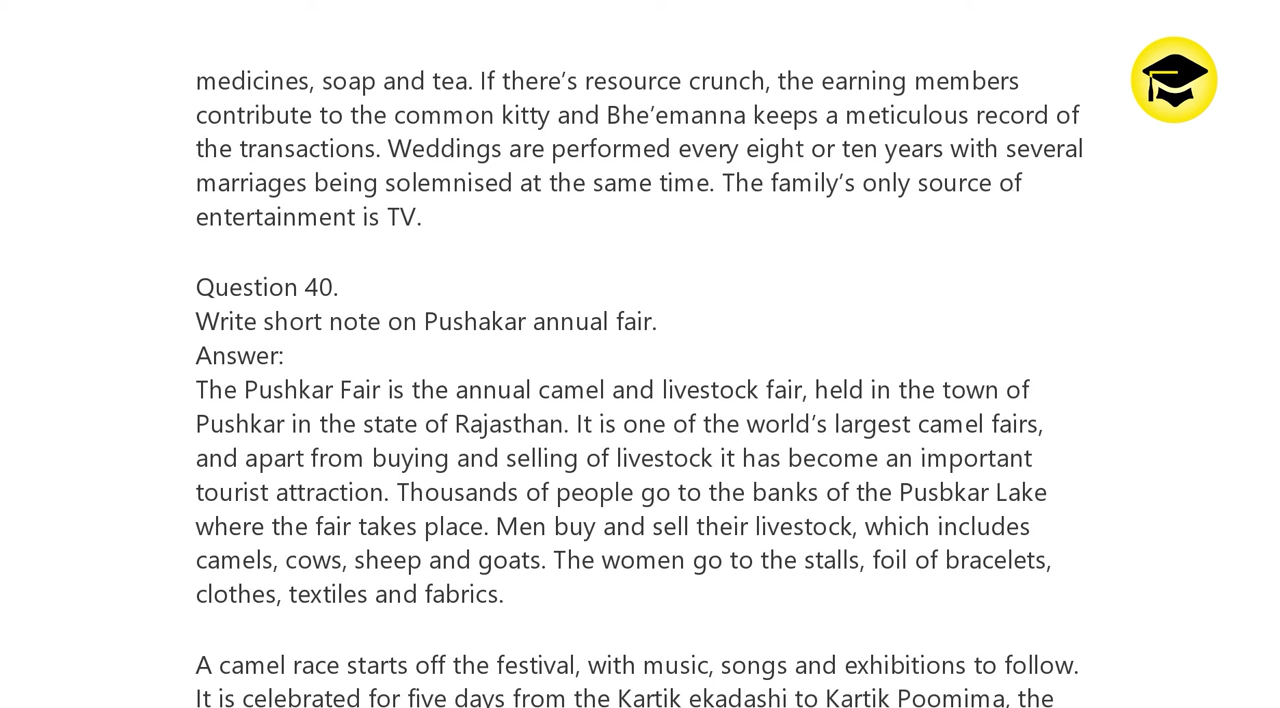 medicines, soap and tea. If there’s resource crunch, the earning members
contribute to the common kitty and Bhe’emanna keeps a meticulous record of
the transactions. Weddings are performed every eight or ten years with several
marriages being solemnised at the same time. The family’s only source of
entertainment is TV.
Question 40.
Write short note on Pushakar annual fair.
Answer:
The Pushkar Fair is the annual camel and livestock fair, held in the town of
Pushkar in the state of Rajasthan. It is one of the world’s largest camel fairs,
and apart from buying and selling of livestock it has become an important
tourist attraction. Thousands of people go to the banks of the Pusbkar Lake
where the fair takes place. Men buy and sell their livestock, which includes
camels, cows, sheep and goats. The women go to the stalls, foil of bracelets,
clothes, textiles and fabrics.
A camel race starts off the festival, with music, songs and exhibitions to follow.
It is celebrated for five days from the Kartik ekadashi to Kartik Poomima, the